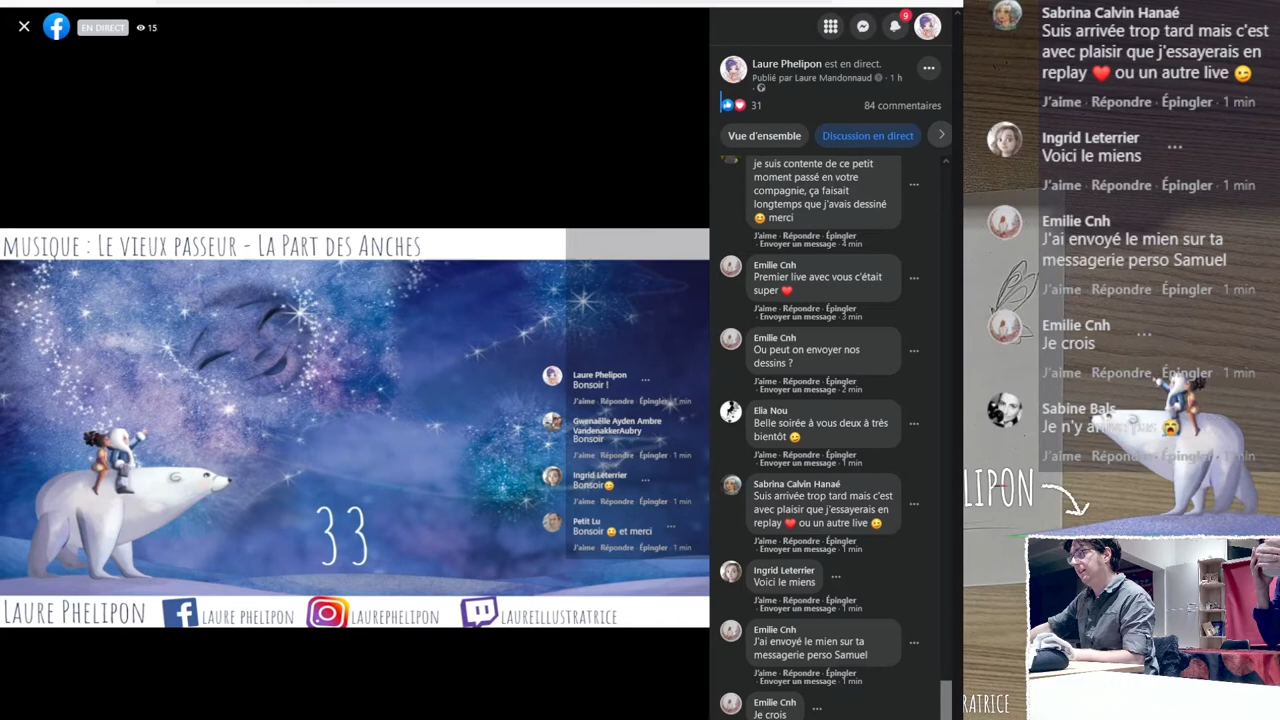 EN DIRECT
15
MUSIQUE : LE VIEUX PASSEUR - LA PART DES ANCHES
Laure Phelipon
Bonsoir !
J'aime · Répondre · Épingler · 1 min
Gwenaëlle Ayden Ambre
VandenakkerAubry
Bonsoir
J'aime · Répondre · Épingler · 1 min
Ingrid Leterrier
Bonsoir😊
J'aime · Répondre · Épingler · 1 min
Petit Lu
Bonsoir 😊 et merci
J'aime · Répondre · Épingler · 1 min
33
LAURE PHELIPON
LAURE PHELIPON
LAUREPHELIPON
LAUREILLUSTRATRICE
9
Laure Phelipon est en direct.
Publié par Laure Mandonnaud · 1 h
31
84 commentaires
Vue d'ensemble
Discussion en direct
je suis contente de ce petit
moment passé en votre
compagnie, ça faisait
longtemps que j'avais dessiné
😊 merci
J'aime · Répondre · Épingler
· Envoyer un message · 4 min
Emilie Cnh
Premier live avec vous c'était
super ❤️
J'aime · Répondre · Épingler
· Envoyer un message · 3 min
Emilie Cnh
Ou peut on envoyer nos
dessins ?
J'aime · Répondre · Épingler
· Envoyer un message · 2 min
Ella Nou
Belle soirée à vous deux à très
bientôt 😉
J'aime · Répondre · Épingler
· Envoyer un message · 1 min
Sabrina Calvin Hanaé
Suis arrivée trop tard mais c'est
avec plaisir que j'essayerais en
replay ❤️ ou un autre live 😉
J'aime · Répondre · Épingler
· Envoyer un message · 1 min
Ingrid Leterrier
Voici le miens
J'aime · Répondre · Épingler
· Envoyer un message · 1 min
Emilie Cnh
J'ai envoyé le mien sur ta
messagerie perso Samuel
J'aime · Répondre · Épingler
· Envoyer un message · 1 min
Emilie Cnh
Je crois
Sabrina Calvin Hanaé
Suis arrivée trop tard mais c'est
avec plaisir que j'essayerais en
replay ❤️ ou un autre live 😉
J'aime · Répondre · Épingler · 1 min
Ingrid Leterrier
Voici le miens
J'aime · Répondre · Épingler · 1 min
Emilie Cnh
J'ai envoyé le mien sur ta
messagerie perso Samuel
J'aime · Répondre · Épingler · 1 min
Emilie Cnh
Je crois
J'aime · Répondre · Épingler · 1 min
Sabine Bals
Je n'y
J'aime · Répondre · Épingler · 1 min
LIPON
RATRICE